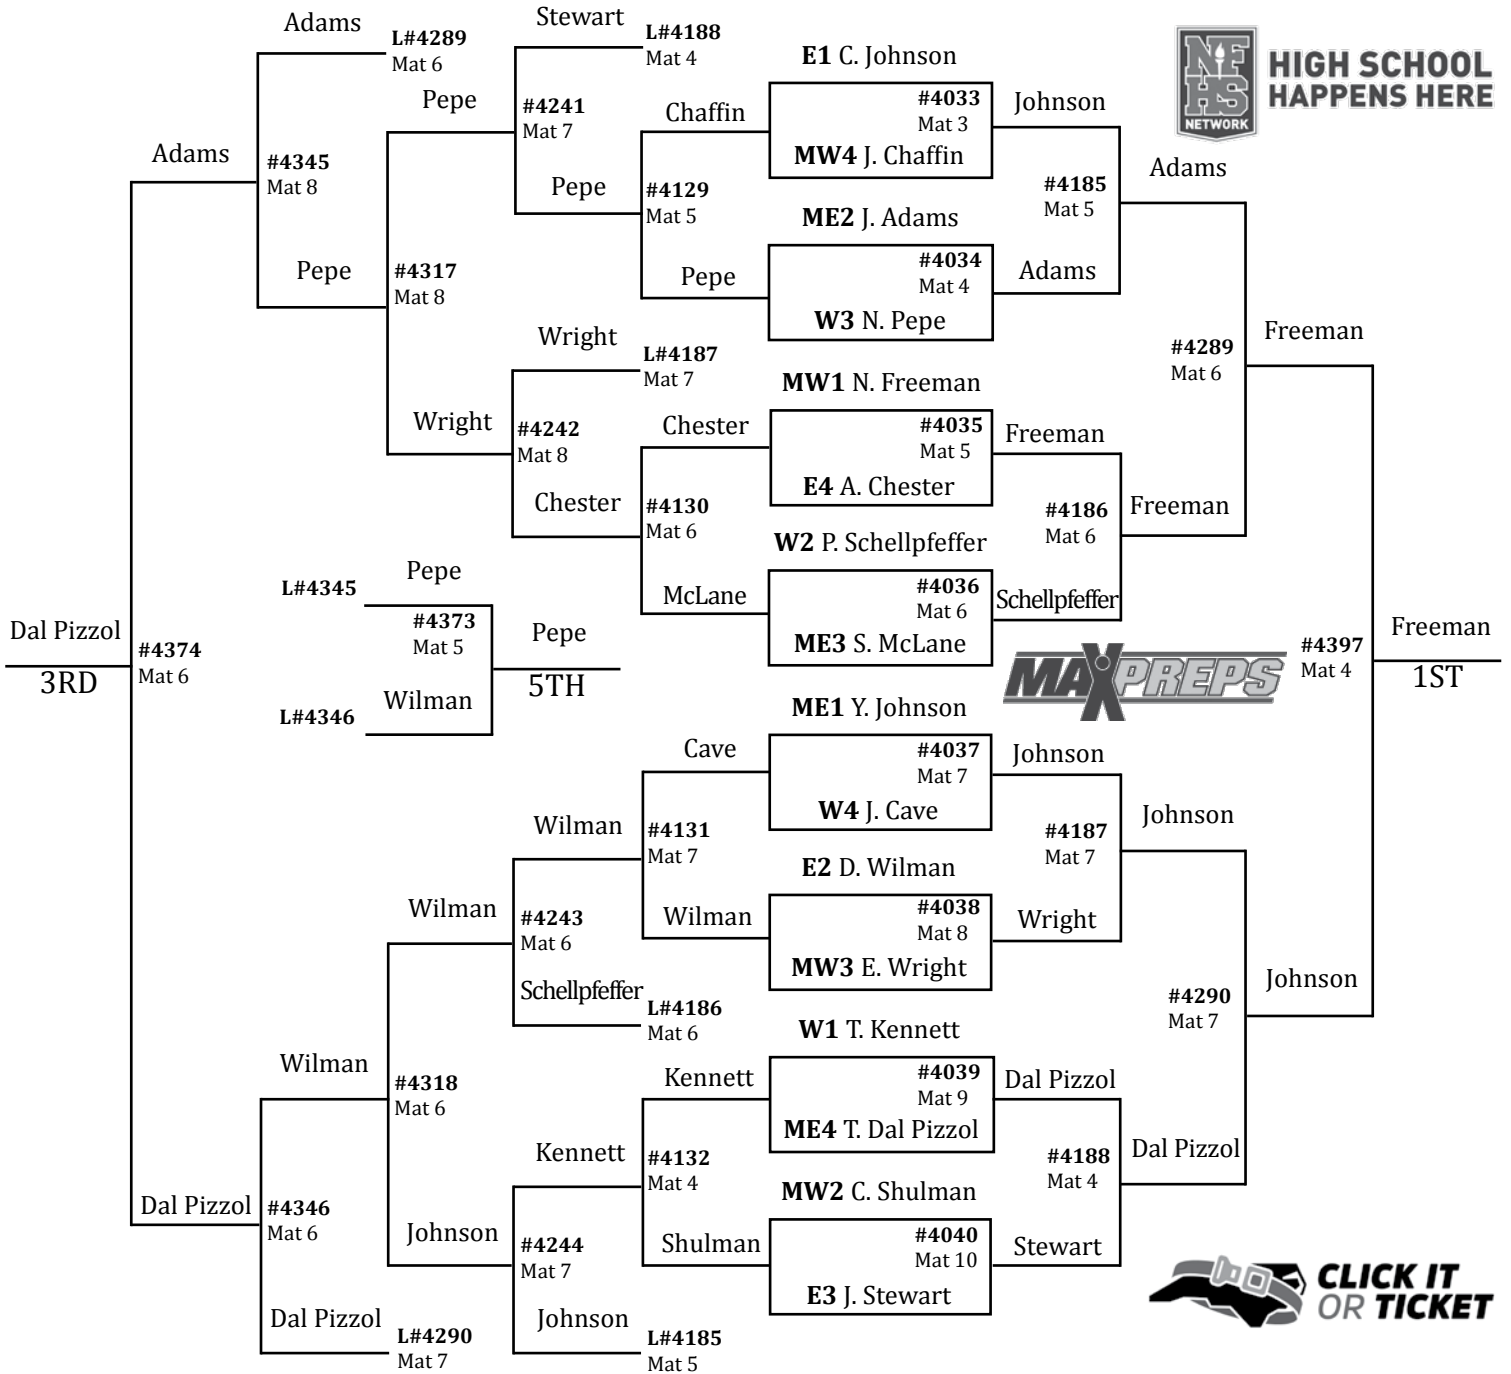 Adams
L#4289
Mat 6
Stewart
L#4188
Mat 4
Pepe
#4241
Mat 7
Adams
#4345
Mat 8
Pepe
#4317
Mat 8
Chaffin
Pepe
#4129
Mat 5
Pepe
Wright
L#4187
Mat 7
Wright
#4242
Mat 8
Chester
Chester
#4130
Mat 6
McLane
E1 C. Johnson
#4033
Mat 3
MW4 J. Chaffin
ME2 J. Adams
#4034
Mat 4
W3 N. Pepe
MW1 N. Freeman
#4035
Mat 5
E4 A. Chester
W2 P. Schellpfeffer
#4036
Mat 6
ME3 S. McLane
Johnson
#4185
Mat 5
Adams
Adams
Freeman
#4186
Mat 6
Schellpfeffer
Freeman
#4289
Mat 6
Freeman
NFHS
NETWORK
HIGH SCHOOL
HAPPENS HERE
L#4345
Pepe
#4373
Mat 5
Pepe
5TH
L#4346
Wilman
Dal Pizzol
3RD
#4374
Mat 6
MAXPREPS
#4397
Mat 4
Freeman
1ST
ME1 Y. Johnson
#4037
Mat 7
W4 J. Cave
E2 D. Wilman
#4038
Mat 8
MW3 E. Wright
W1 T. Kennett
#4039
Mat 9
ME4 T. Dal Pizzol
MW2 C. Shulman
#4040
Mat 10
E3 J. Stewart
Cave
Wilman
#4131
Mat 7
Wilman
Wilman
#4243
Mat 6
Schellpfeffer
L#4186
Mat 6
Wilman
#4318
Mat 6
Kennett
Kennett
#4132
Mat 4
Shulman
Dal Pizzol
#4346
Mat 6
Johnson
#4244
Mat 7
Dal Pizzol
L#4290
Mat 7
Johnson
L#4185
Mat 5
Johnson
#4187
Mat 7
Wright
Johnson
#4290
Mat 7
Johnson
Dal Pizzol
#4188
Mat 4
Dal Pizzol
Stewart
CLICK IT
OR TICKET